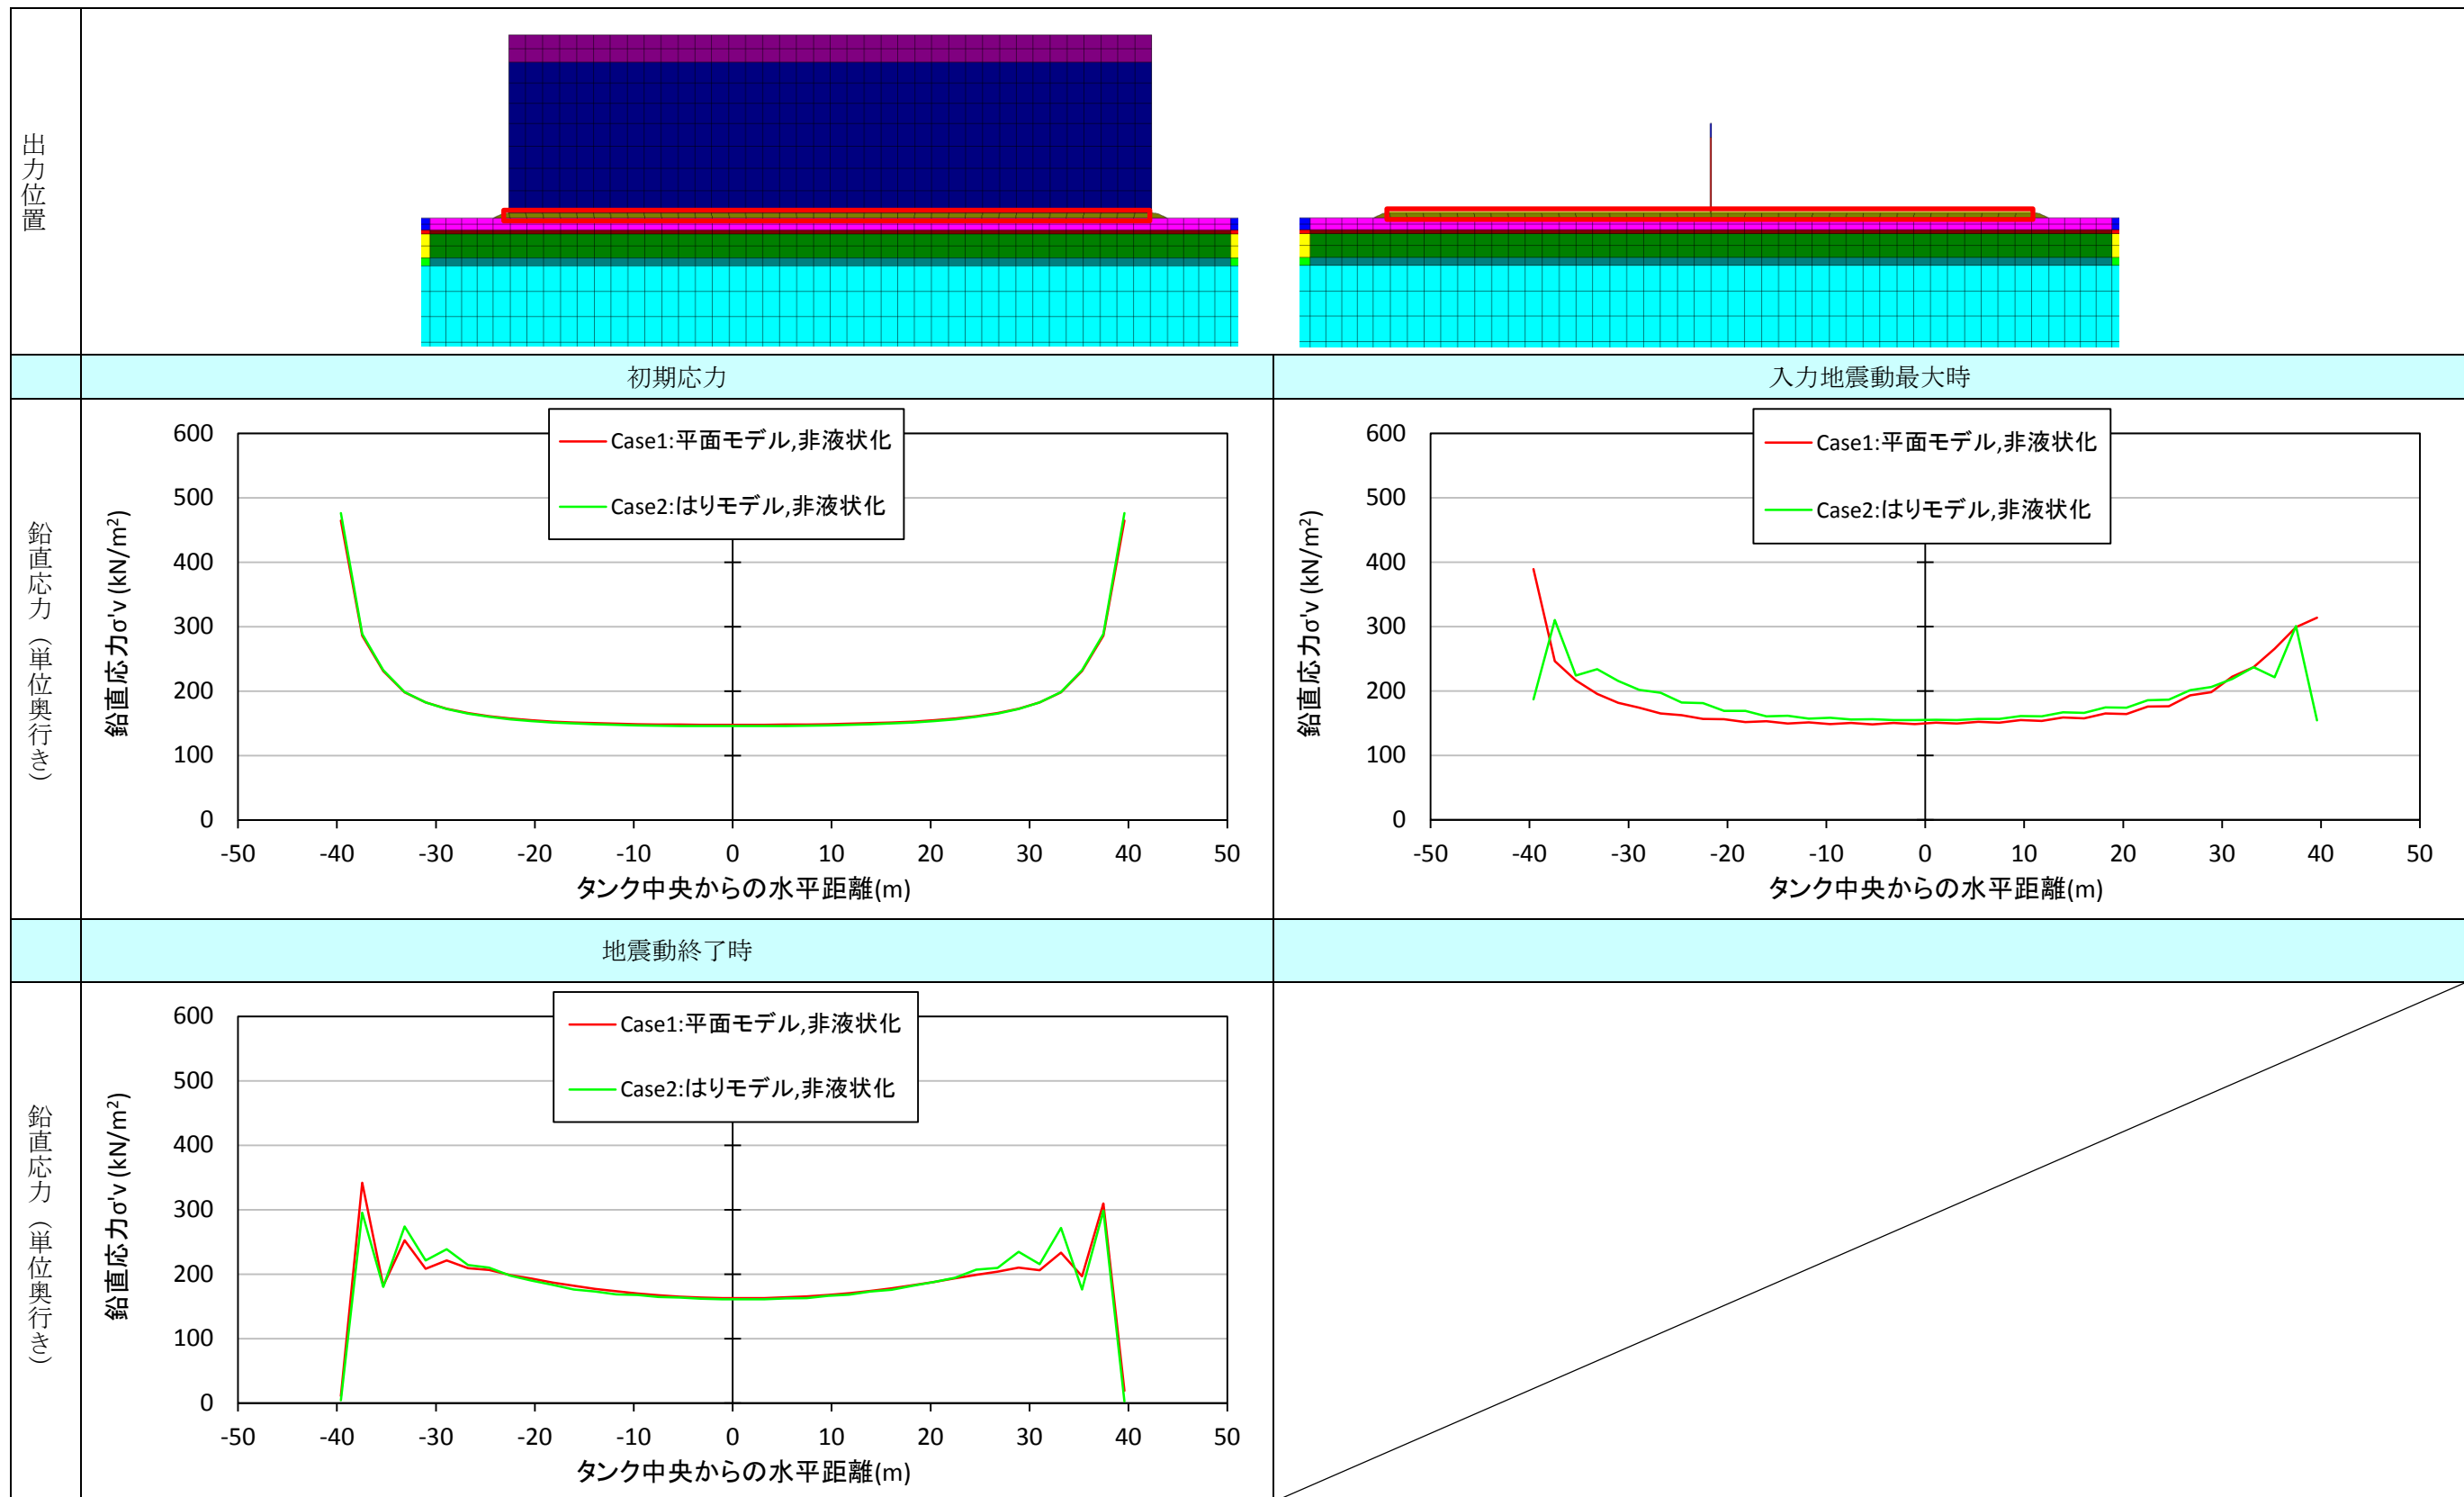 出力位置
初期応力
入力地震動最大時
鉛直応力（単位奥行き）
鉛直応力σ'v (kN/m²)
600
500
400
300
200
100
0
Case1:平面モデル,非液状化
Case2:はりモデル,非液状化
-50 -40 -30 -20 -10 0 10 20 30 40 50
タンク中央からの水平距離(m)
鉛直応力σ'v (kN/m²)
600
500
400
300
200
100
0
Case1:平面モデル,非液状化
Case2:はりモデル,非液状化
-50 -40 -30 -20 -10 0 10 20 30 40 50
タンク中央からの水平距離(m)
地震動終了時
鉛直応力（単位奥行き）
鉛直応力σ'v (kN/m²)
600
500
400
300
200
100
0
Case1:平面モデル,非液状化
Case2:はりモデル,非液状化
-50 -40 -30 -20 -10 0 10 20 30 40 50
タンク中央からの水平距離(m)